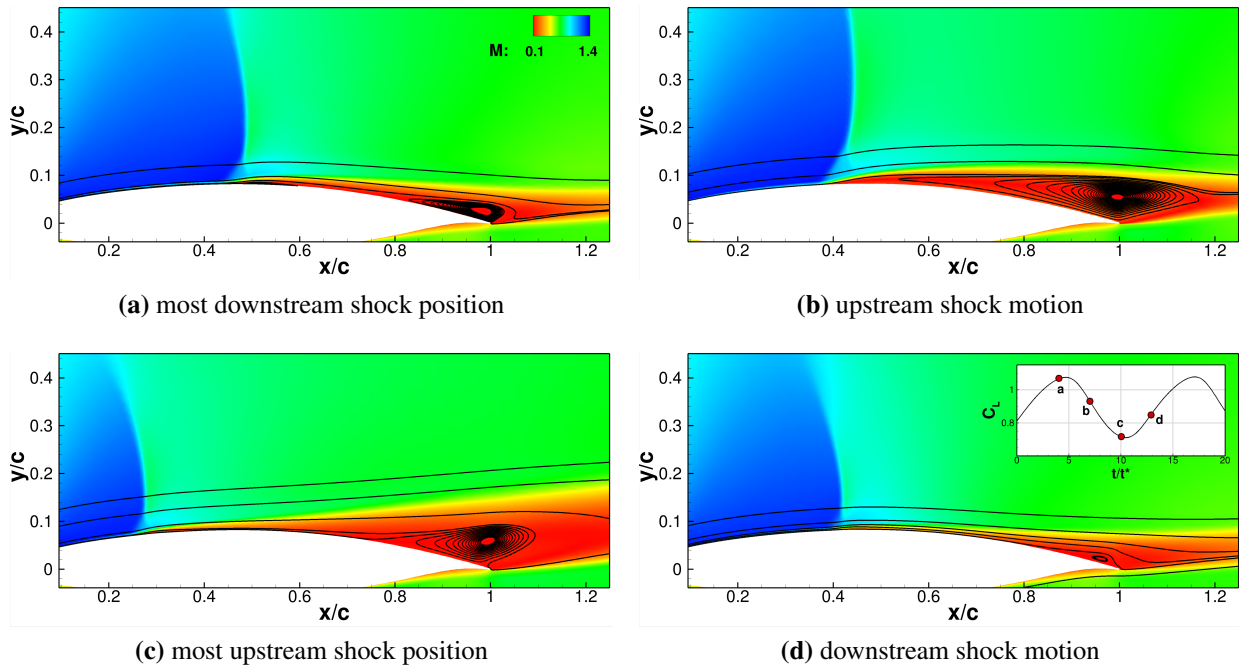 M: 0.1 1.4
0.4
0.3
0.2
0.1
0
y/c
0.2 0.4 0.6 0.8 1 1.2
x/c
(a) most downstream shock position
0.4
0.3
0.2
0.1
0
y/c
0.2 0.4 0.6 0.8 1 1.2
x/c
(b) upstream shock motion
0.4
0.3
0.2
0.1
0
y/c
0.2 0.4 0.6 0.8 1 1.2
x/c
(c) most upstream shock position
0.4
0.3
0.2
0.1
0
y/c
1
0.8
C_L
a
b
c
d
0 5 10 15 20
t/t*
0.2 0.4 0.6 0.8 1 1.2
x/c
(d) downstream shock motion